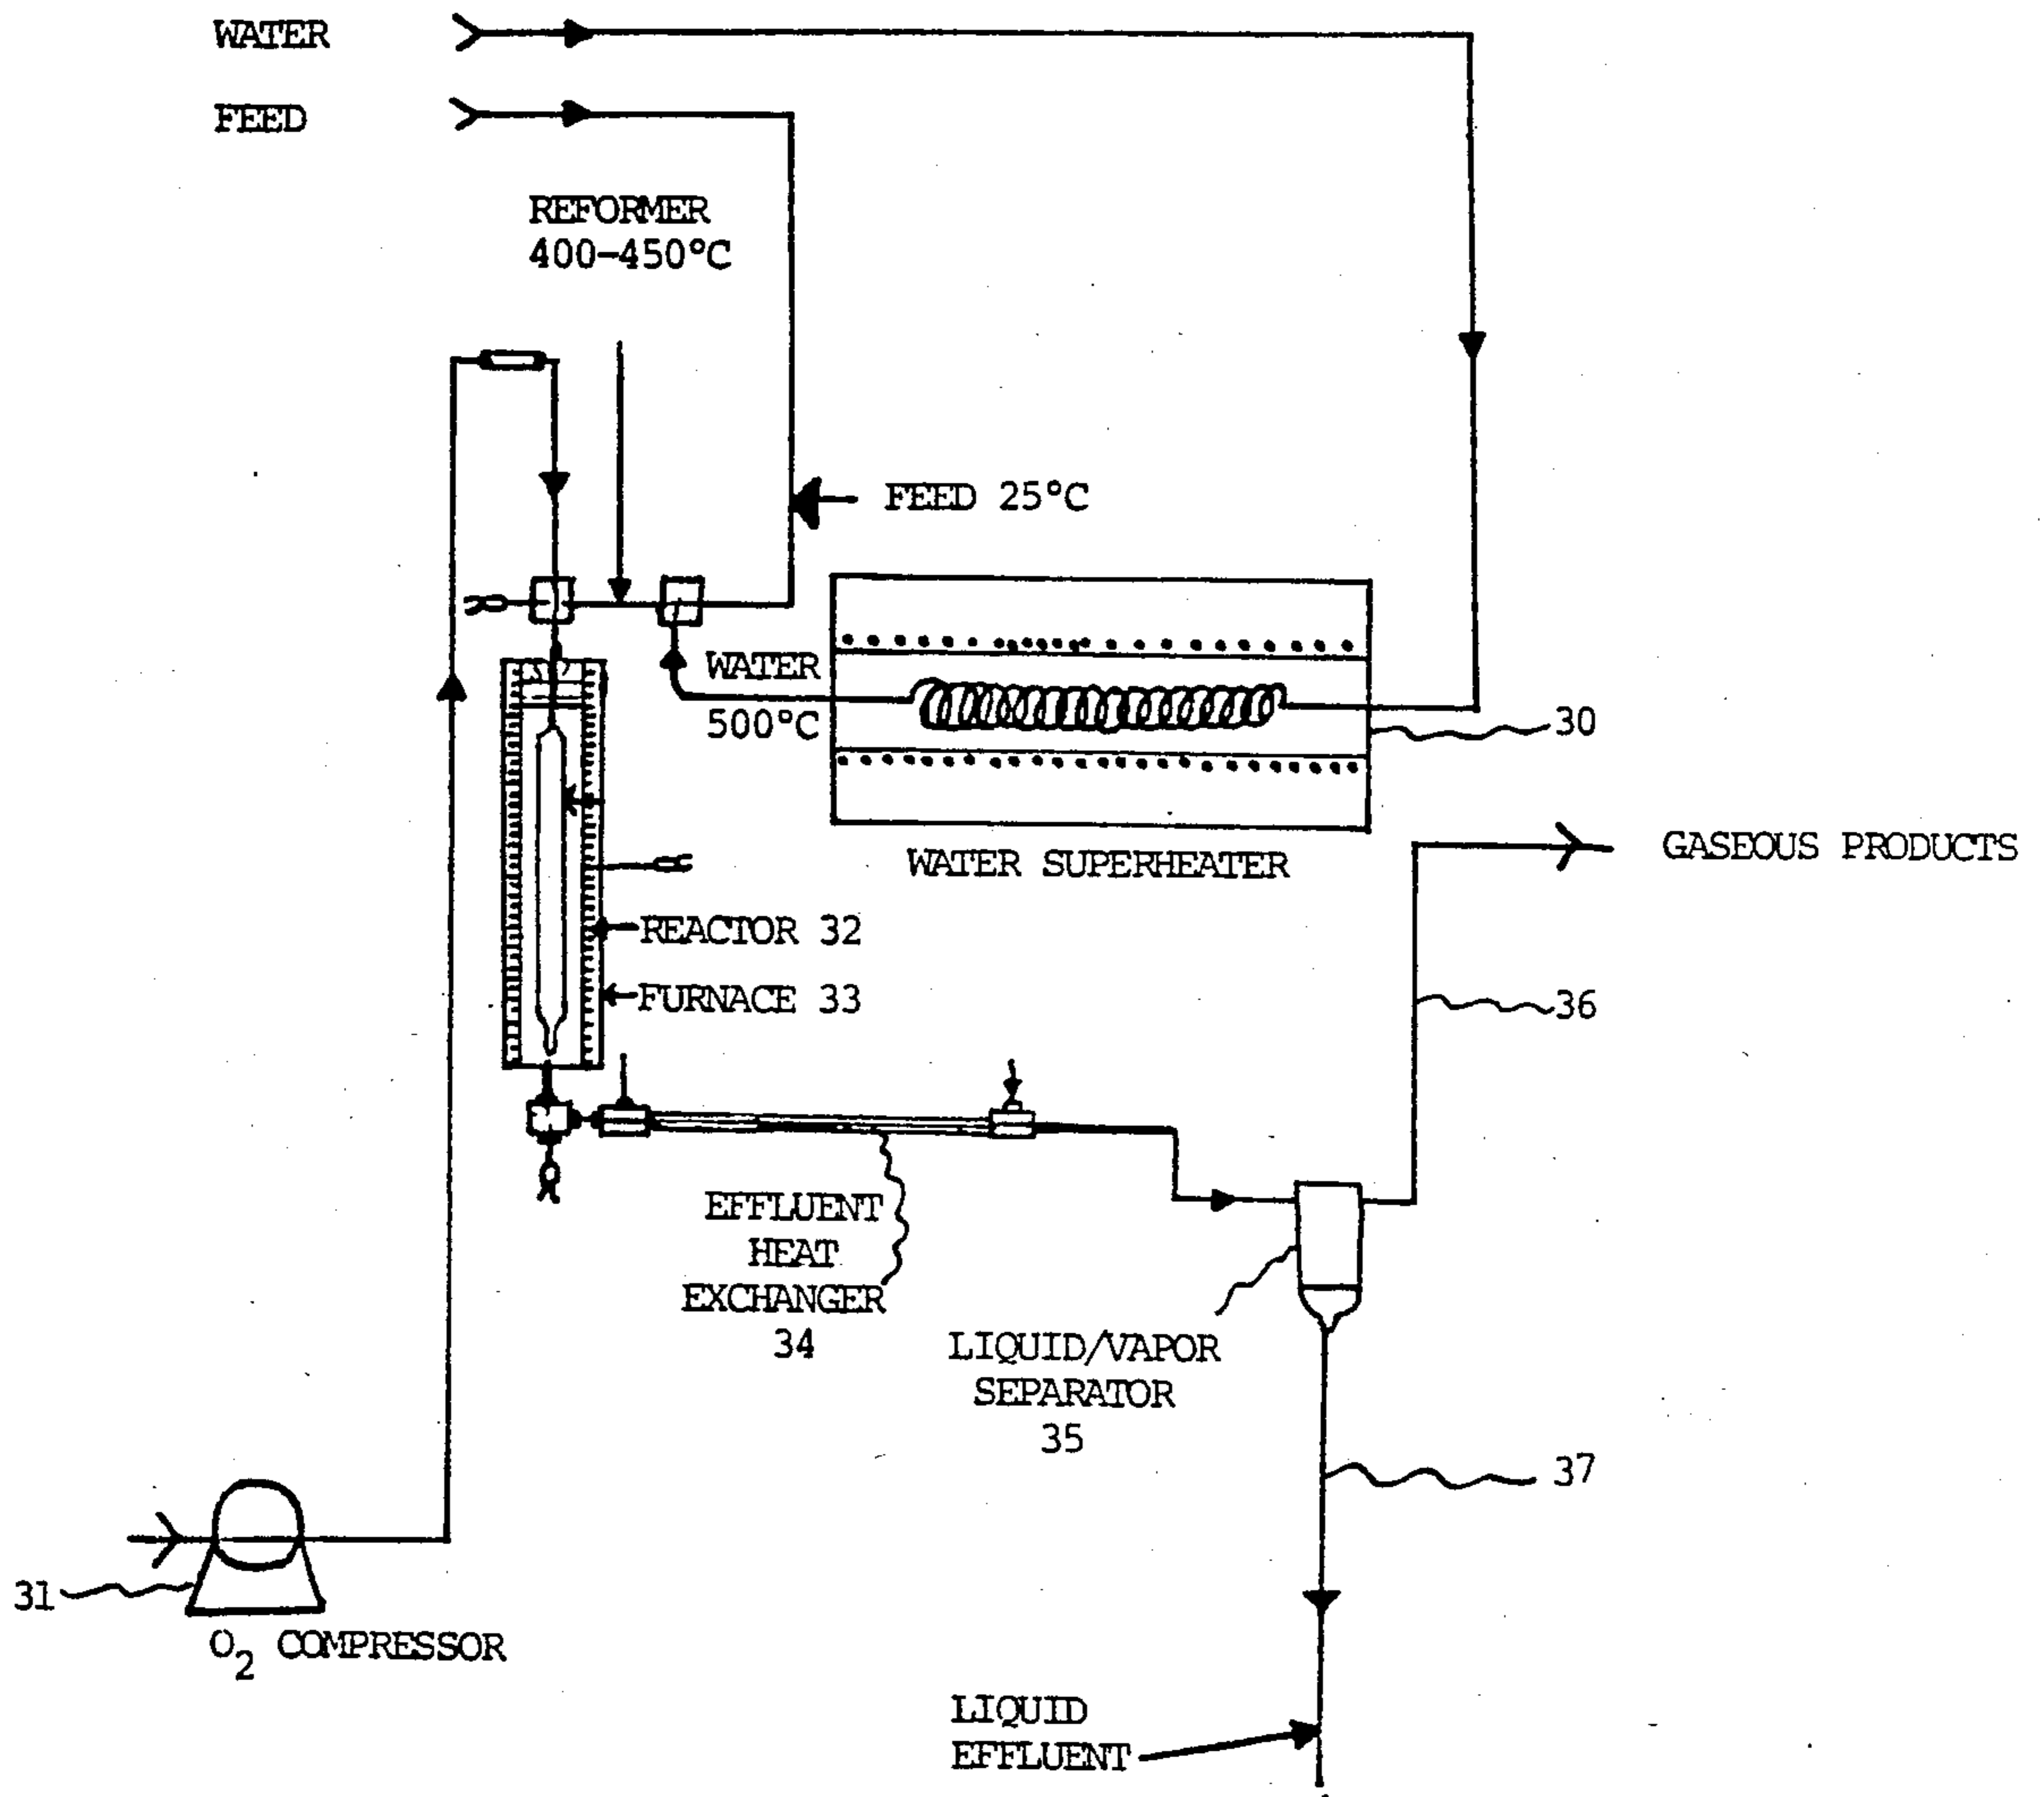 WATER
FEED
REFORMER
400-450°C
FEED 25°C
WATER
500°C
30
WATER SUPERHEATER
GASEOUS PRODUCTS
REACTOR 32
FURNACE 33
36
EFFLUENT
HEAT
EXCHANGER
34
LIQUID/VAPOR
SEPARATOR
35
37
31
O₂ COMPRESSOR
LIQUID
EFFLUENT